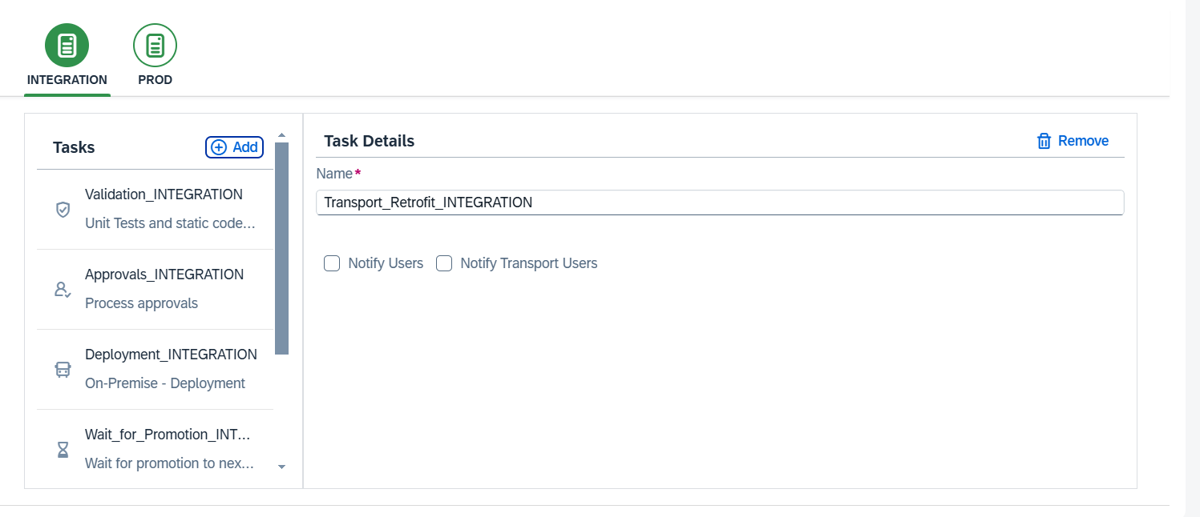 INTEGRATION
PROD
Tasks
Add
Validation_INTEGRATION
Unit Tests and static code...
Approvals_INTEGRATION
Process approvals
Deployment_INTEGRATION
On-Premise - Deployment
Wait_for_Promotion_INT...
Wait for promotion to nex...
Task Details
Remove
Name*
Transport_Retrofit_INTEGRATION
Notify Users
Notify Transport Users